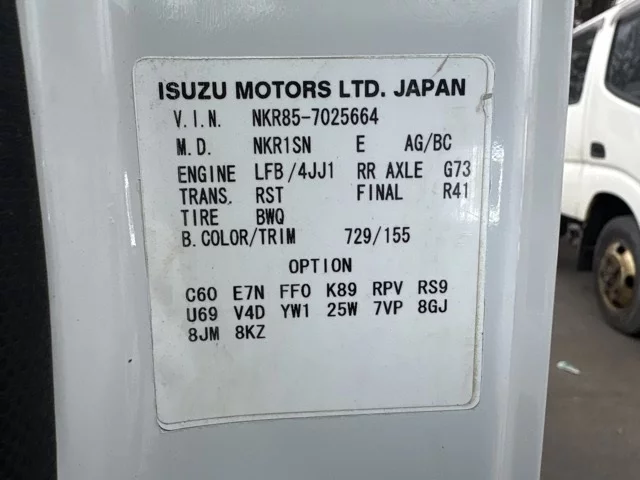 ISUZU MOTORS LTD. JAPAN
V.I.N. NKR85-7025664
M.D. NKR1SN E AG/BC
ENGINE LFB/4JJ1 RR AXLE G73
TRANS. RST FINAL R41
TIRE BWQ
B.COLOR/TRIM 729/155
OPTION
C60 E7N FF0 K89 RPV RS9
U69 V4D YW1 25W 7VP 8GJ
8JM 8KZ